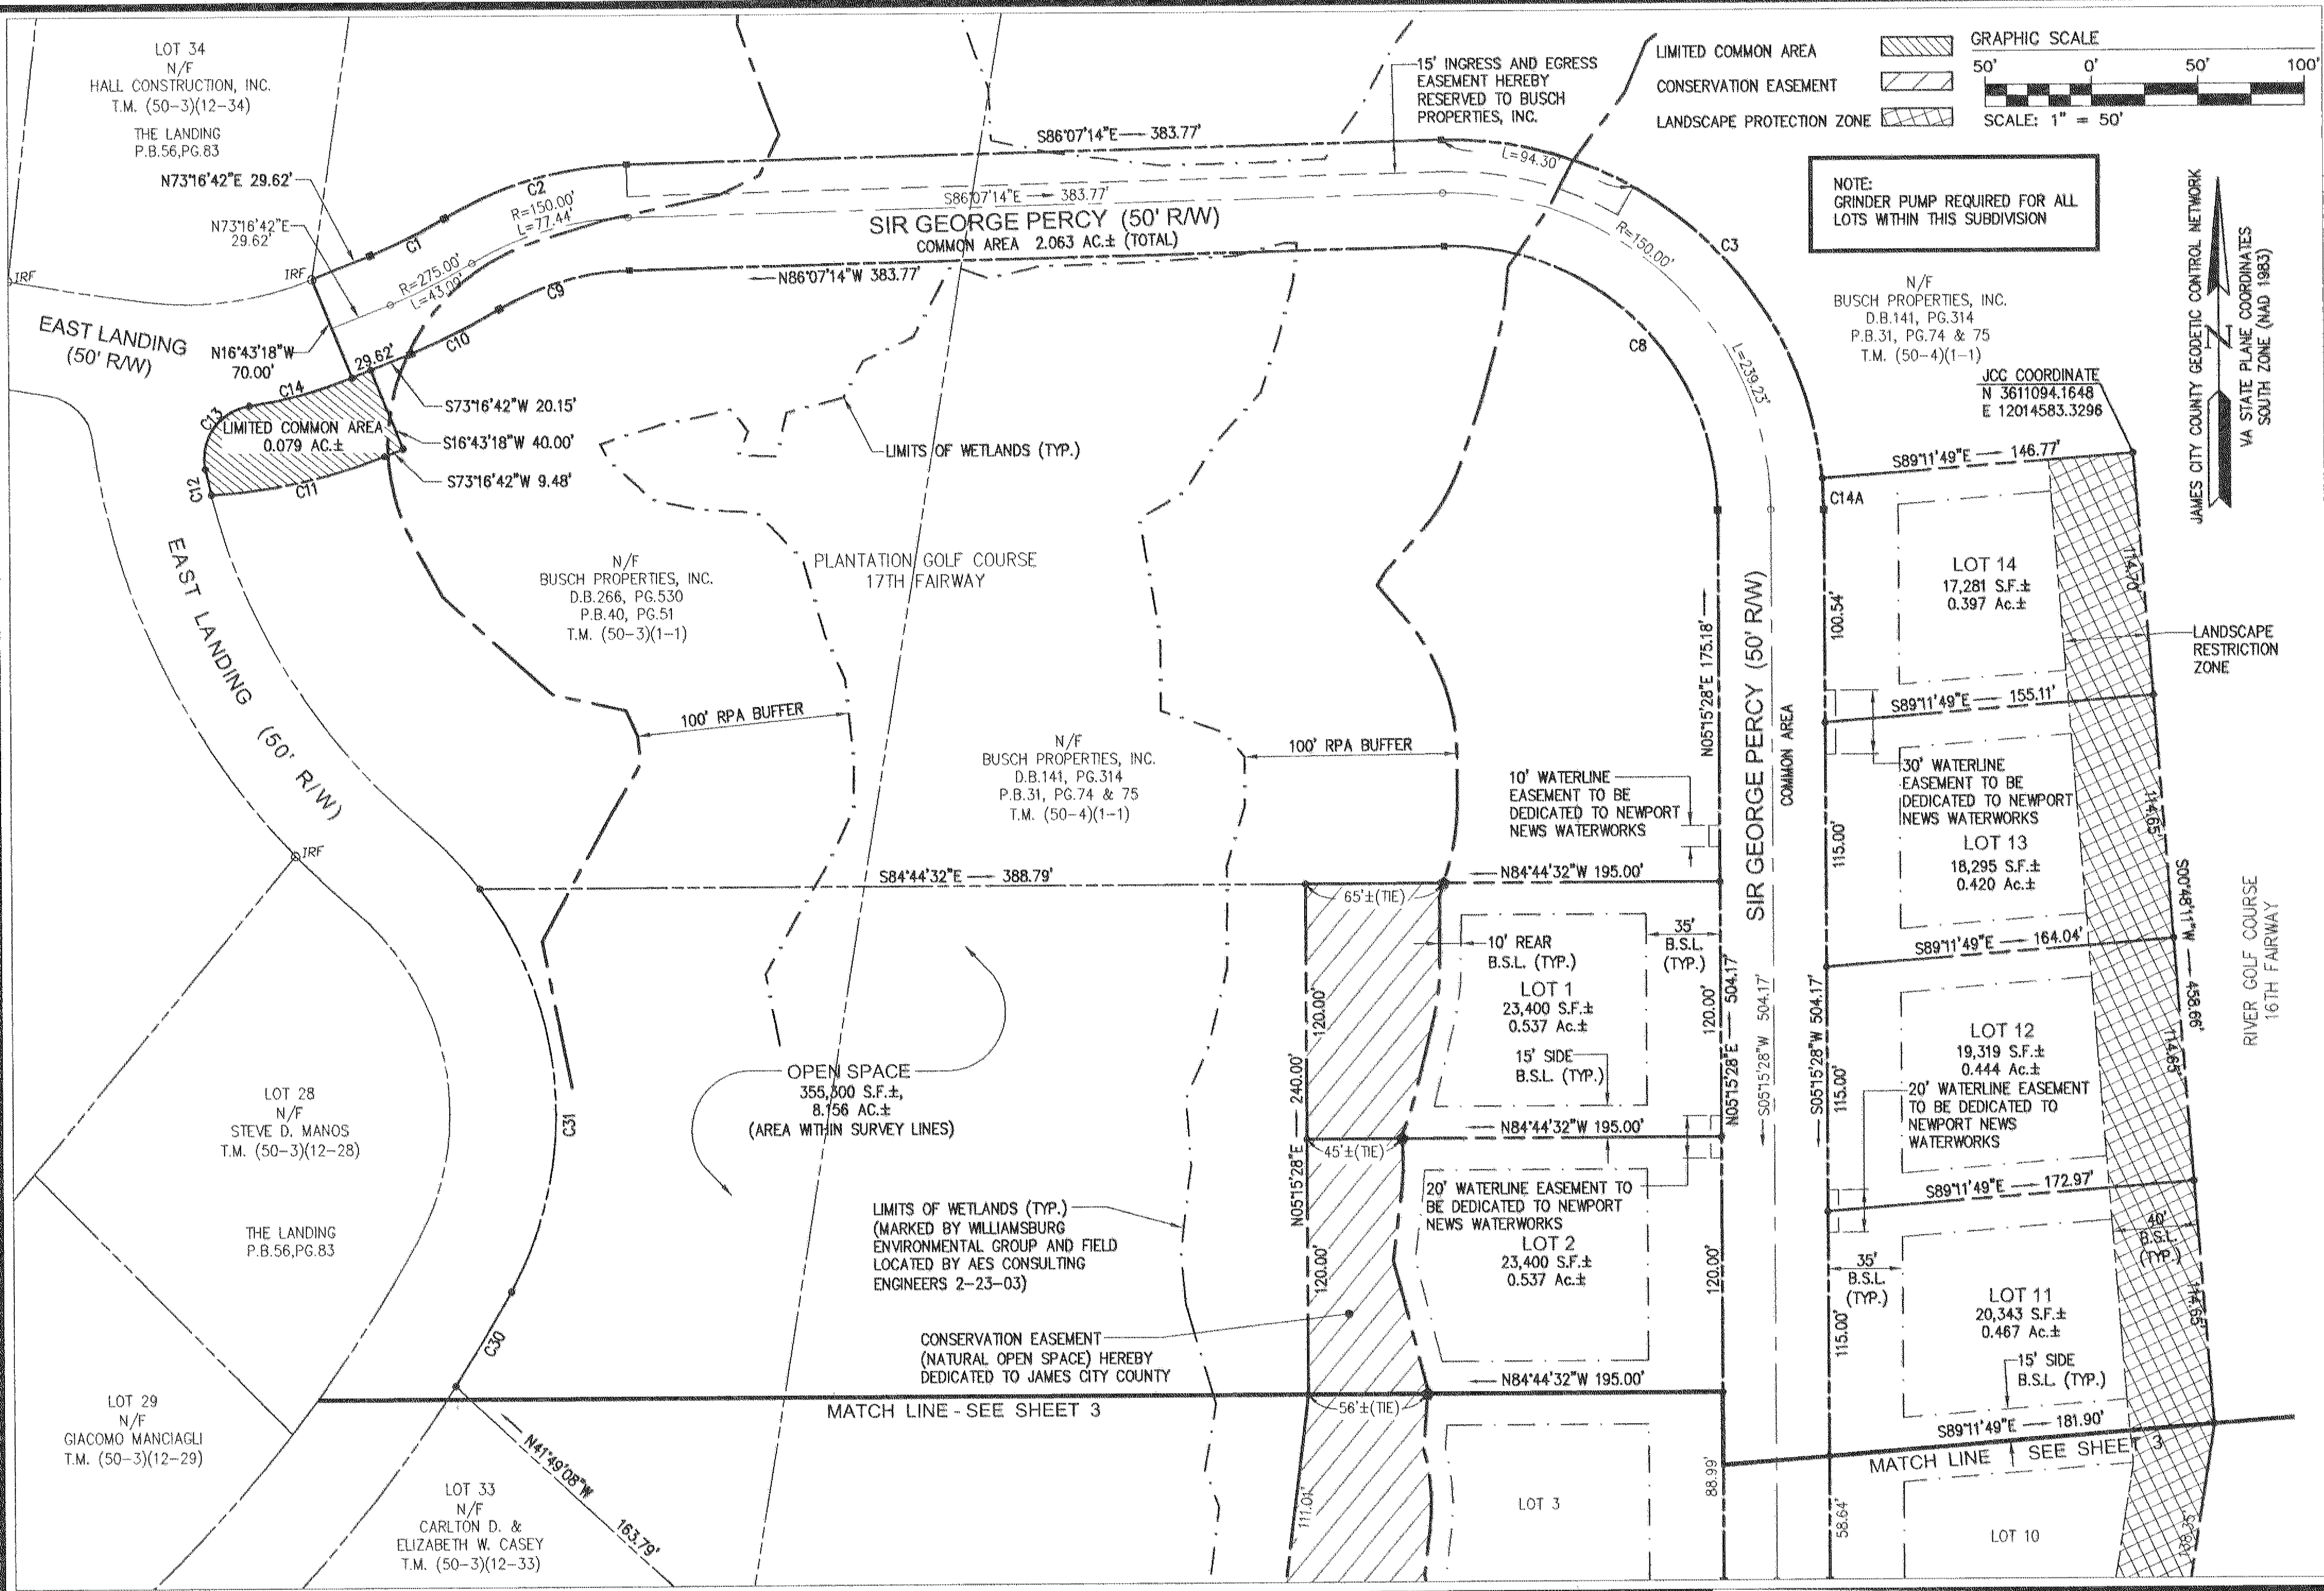 LOT 34
N/F
HALL CONSTRUCTION, INC.
T.M. (50-3)(12-34)
THE LANDING
P.B.56,PG.83
N73°16'42"E 29.62'
N73°16'42"E
29.62'
IRF
IRF
EAST LANDING
(50' R/W)
N16°43'18"W
70.00'
C1
C2
R=150.00'
L=77.44'
R=275.00'
L=43.09'
29.62'
C10
C9
C14
C13
C12
C11
LIMITED COMMON AREA
0.079 AC.±
S73°16'42"W 20.15'
S16°43'18"W 40.00'
S73°16'42"W 9.48'
S86°07'14"E 383.77'
S86°07'14"E 383.77'
SIR GEORGE PERCY (50' R/W)
COMMON AREA 2.063 AC.± (TOTAL)
N86°07'14"W 383.77'
15' INGRESS AND EGRESS
EASEMENT HEREBY
RESERVED TO BUSCH
PROPERTIES, INC.
L=94.30'
R=150.00'
C3
C8
L=239.23'
LIMITED COMMON AREA
CONSERVATION EASEMENT
LANDSCAPE PROTECTION ZONE
GRAPHIC SCALE
50' 0' 50' 100'
SCALE: 1" = 50'
NOTE:
GRINDER PUMP REQUIRED FOR ALL
LOTS WITHIN THIS SUBDIVISION
N/F
BUSCH PROPERTIES, INC.
D.B.141, PG.314
P.B.31, PG.74 & 75
T.M. (50-4)(1-1)
JCC COORDINATE
N 3611094.1648
E 12014583.3296
JAMES CITY COUNTY GEODETIC CONTROL NETWORK
N
VA STATE PLANE COORDINATES
SOUTH ZONE (NAD 1983)
S89°11'49"E 146.77'
C14A
LIMITS OF WETLANDS (TYP.)
N/F
BUSCH PROPERTIES, INC.
D.B.266, PG.530
P.B.40, PG.51
T.M. (50-3)(1-1)
PLANTATION GOLF COURSE
17TH FAIRWAY
EAST LANDING (50' R/W)
100' RPA BUFFER
N/F
BUSCH PROPERTIES, INC.
D.B.141, PG.314
P.B.31, PG.74 & 75
T.M. (50-4)(1-1)
100' RPA BUFFER
N05°15'28"E 175.18'
SIR GEORGE PERCY (50' R/W)
COMMON AREA
100.54'
LOT 14
17,281 S.F.±
0.397 Ac.±
114.70'
LANDSCAPE
RESTRICTION
ZONE
S89°11'49"E 155.11'
10' WATERLINE
EASEMENT TO BE
DEDICATED TO NEWPORT
NEWS WATERWORKS
30' WATERLINE
EASEMENT TO BE
DEDICATED TO NEWPORT
NEWS WATERWORKS
LOT 13
18,295 S.F.±
0.420 Ac.±
115.00'
114.65'
S00°48'11"W 458.66'
RIVER GOLF COURSE
16TH FAIRWAY
IRF
S84°44'32"E 388.79'
N84°44'32"W 195.00'
65'±(TIE)
10' REAR
B.S.L. (TYP.)
35'
B.S.L.
(TYP.)
LOT 1
23,400 S.F.±
0.537 Ac.±
15' SIDE
B.S.L. (TYP.)
120.00'
120.00'
N05°15'28"E 504.17'
S05°15'28"W 504.17'
S05°15'28"W 504.17'
S89°11'49"E 164.04'
LOT 12
19,319 S.F.±
0.444 Ac.±
115.00'
114.65'
20' WATERLINE EASEMENT
TO BE DEDICATED TO
NEWPORT NEWS
WATERWORKS
OPEN SPACE
355,300 S.F.±,
8.156 AC.±
(AREA WITHIN SURVEY LINES)
LOT 28
N/F
STEVE D. MANOS
T.M. (50-3)(12-28)
THE LANDING
P.B.56,PG.83
C31
C30
N05°15'28"E 240.00'
N84°44'32"W 195.00'
45'±(TIE)
20' WATERLINE EASEMENT TO
BE DEDICATED TO NEWPORT
NEWS WATERWORKS
LOT 2
23,400 S.F.±
0.537 Ac.±
120.00'
120.00'
S89°11'49"E 172.97'
40'
B.S.L.
(TYP.)
35'
B.S.L.
(TYP.)
LOT 11
20,343 S.F.±
0.467 Ac.±
15' SIDE
B.S.L. (TYP.)
115.00'
114.65'
LIMITS OF WETLANDS (TYP.)
(MARKED BY WILLIAMSBURG
ENVIRONMENTAL GROUP AND FIELD
LOCATED BY AES CONSULTING
ENGINEERS 2-23-03)
CONSERVATION EASEMENT
(NATURAL OPEN SPACE) HEREBY
DEDICATED TO JAMES CITY COUNTY
MATCH LINE - SEE SHEET 3
N84°44'32"W 195.00'
56'±(TIE)
S89°11'49"E 181.90'
MATCH LINE SEE SHEET 3
LOT 29
N/F
GIACOMO MANCIAGLI
T.M. (50-3)(12-29)
N41°49'08"W
163.79'
LOT 33
N/F
CARLTON D. &
ELIZABETH W. CASEY
T.M. (50-3)(12-33)
111.01'
LOT 3
88.99'
58.64'
LOT 10
138.35'